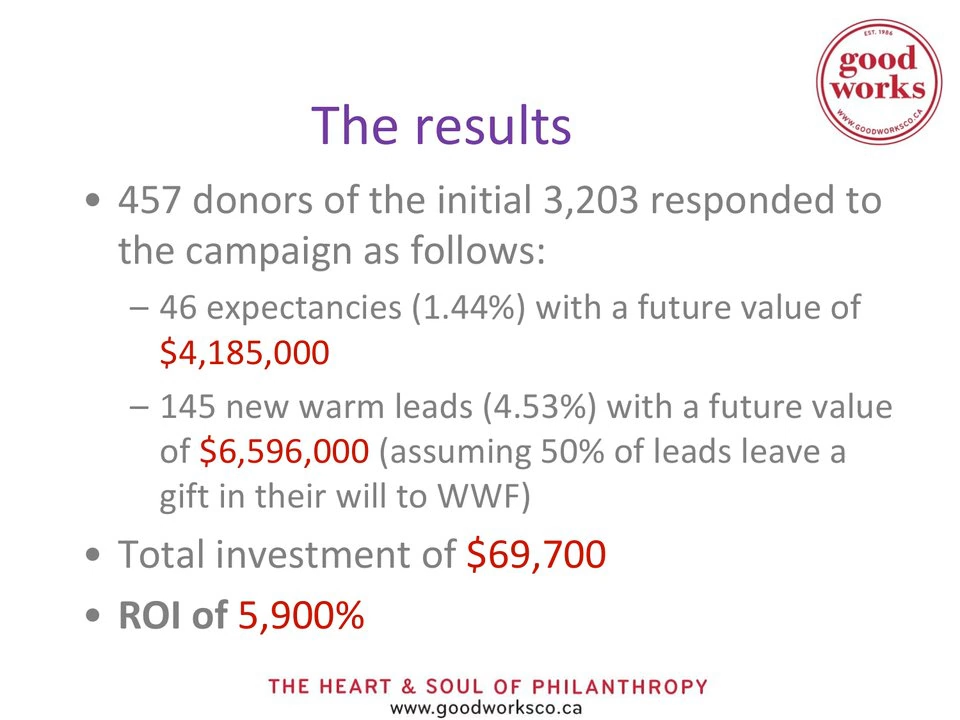 EST. 1986
good
works
WWW.GOODWORKSCO.CA
The results
• 457 donors of the initial 3,203 responded to
the campaign as follows:
– 46 expectancies (1.44%) with a future value of
$4,185,000
– 145 new warm leads (4.53%) with a future value
of $6,596,000 (assuming 50% of leads leave a
gift in their will to WWF)
• Total investment of $69,700
• ROI of 5,900%
THE HEART & SOUL OF PHILANTHROPY
www.goodworksco.ca